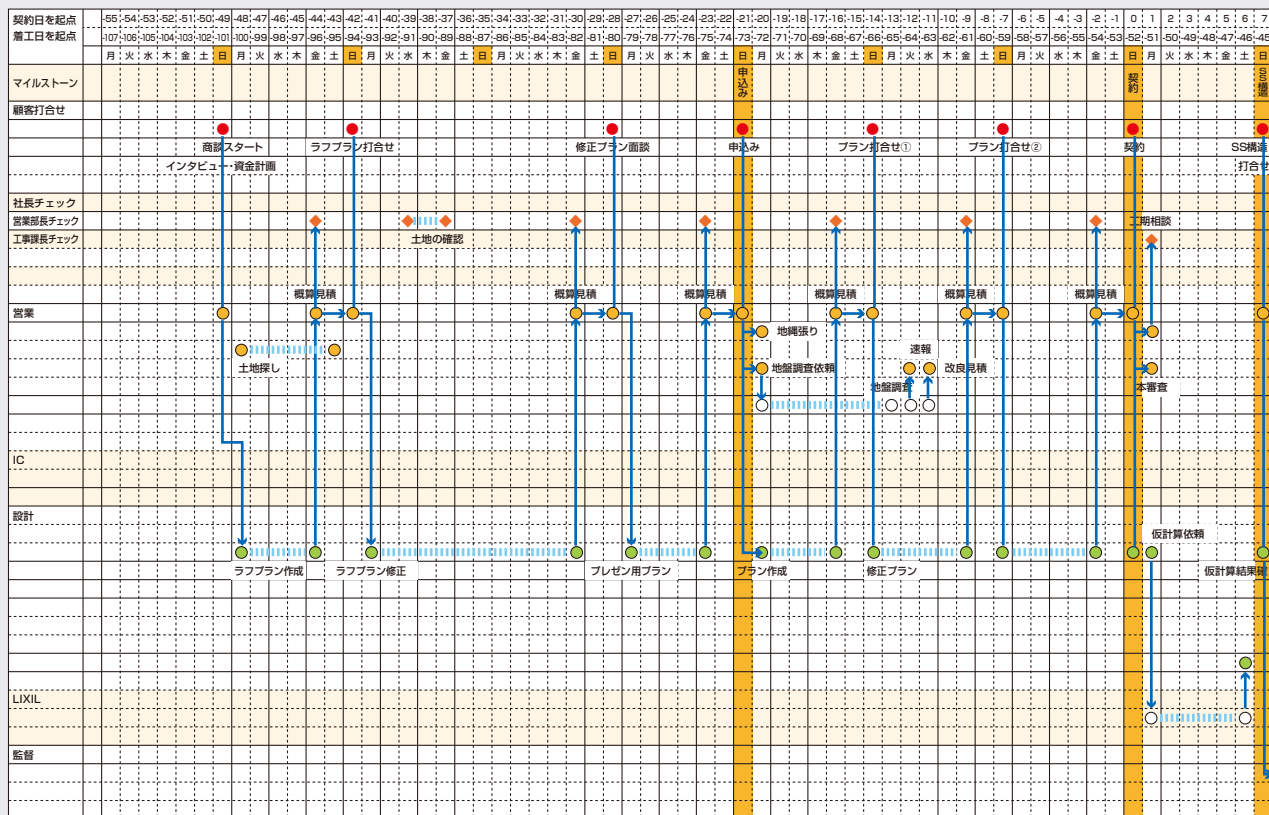 契約日を起点 -55 -54 -53 -52 -51 -50 -49 -48 -47 -46 -45 -44 -43 -42 -41 -40 -39 -38 -37 -36 -35 -34 -33 -32 -31 -30 -29 -28 -27 -26 -25 -24 -23 -22 -21 -20 -19 -18 -17 -16 -15 -14 -13 -12 -11 -10 -9 -8 -7 -6 -5 -4 -3 -2 -1 0 1 2 3 4 5 6 7
着工日を起点 -107 -106 -105 -104 -103 -102 -101 -100 -99 -98 -97 -96 -95 -94 -93 -92 -91 -90 -89 -88 -87 -86 -85 -84 -83 -82 -81 -80 -79 -78 -77 -76 -75 -74 -73 -72 -71 -70 -69 -68 -67 -66 -65 -64 -63 -62 -61 -60 -59 -58 -57 -56 -55 -54 -53 -52 -51 -50 -49 -48 -47 -46 -45
月 火 水 木 金 土 日 月 火 水 木 金 土 日 月 火 水 木 金 土 日 月 火 水 木 金 土 日 月 火 水 木 金 土 日 月 火 水 木 金 土 日 月 火 水 木 金 土 日 月 火 水 木 金 土 日 月 火 水 木 金 土 日
マイルストーン 申込み 契約 SS構造
顧客打合せ
商談スタート ラフプラン打合せ 修正プラン面談 申込み プラン打合せ① プラン打合せ② 契約 SS構造
インタビュー・資金計画 打合せ
社長チェック
営業部長チェック 工期相談
工事課長チェック 土地の確認
概算見積 概算見積 概算見積 概算見積 概算見積 概算見積
営業
地縄張り
速報
土地探し 地盤調査依頼 改良見積
地盤調査 本審査
IC
設計
仮計算依頼
ラフプラン作成 ラフプラン修正 プレゼン用プラン プラン作成 修正プラン 仮計算結果確
LIXIL
監督